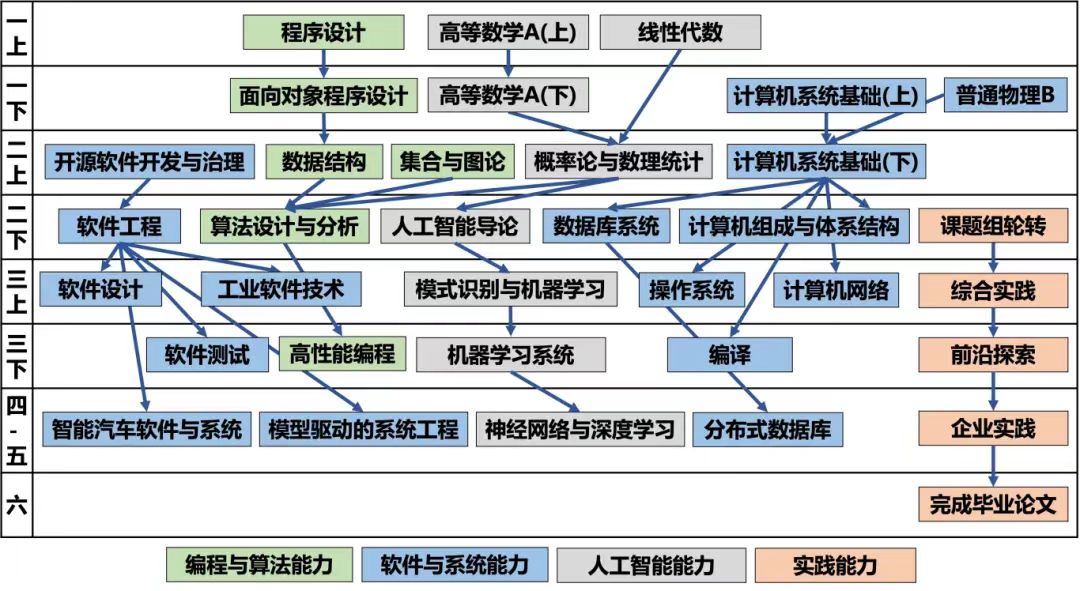 一上
程序设计
高等数学A(上)
线性代数
一下
面向对象程序设计
高等数学A(下)
计算机系统基础(上)
普通物理B
二上
开源软件开发与治理
数据结构
集合与图论
概率论与数理统计
计算机系统基础(下)
二下
软件工程
算法设计与分析
人工智能导论
数据库系统
计算机组成与体系结构
课题组轮转
三上
软件设计
工业软件技术
模式识别与机器学习
操作系统
计算机网络
综合实践
三下
软件测试
高性能编程
机器学习系统
编译
前沿探索
四-五
智能汽车软件与系统
模型驱动的系统工程
神经网络与深度学习
分布式数据库
企业实践
六
完成毕业论文
编程与算法能力
软件与系统能力
人工智能能力
实践能力